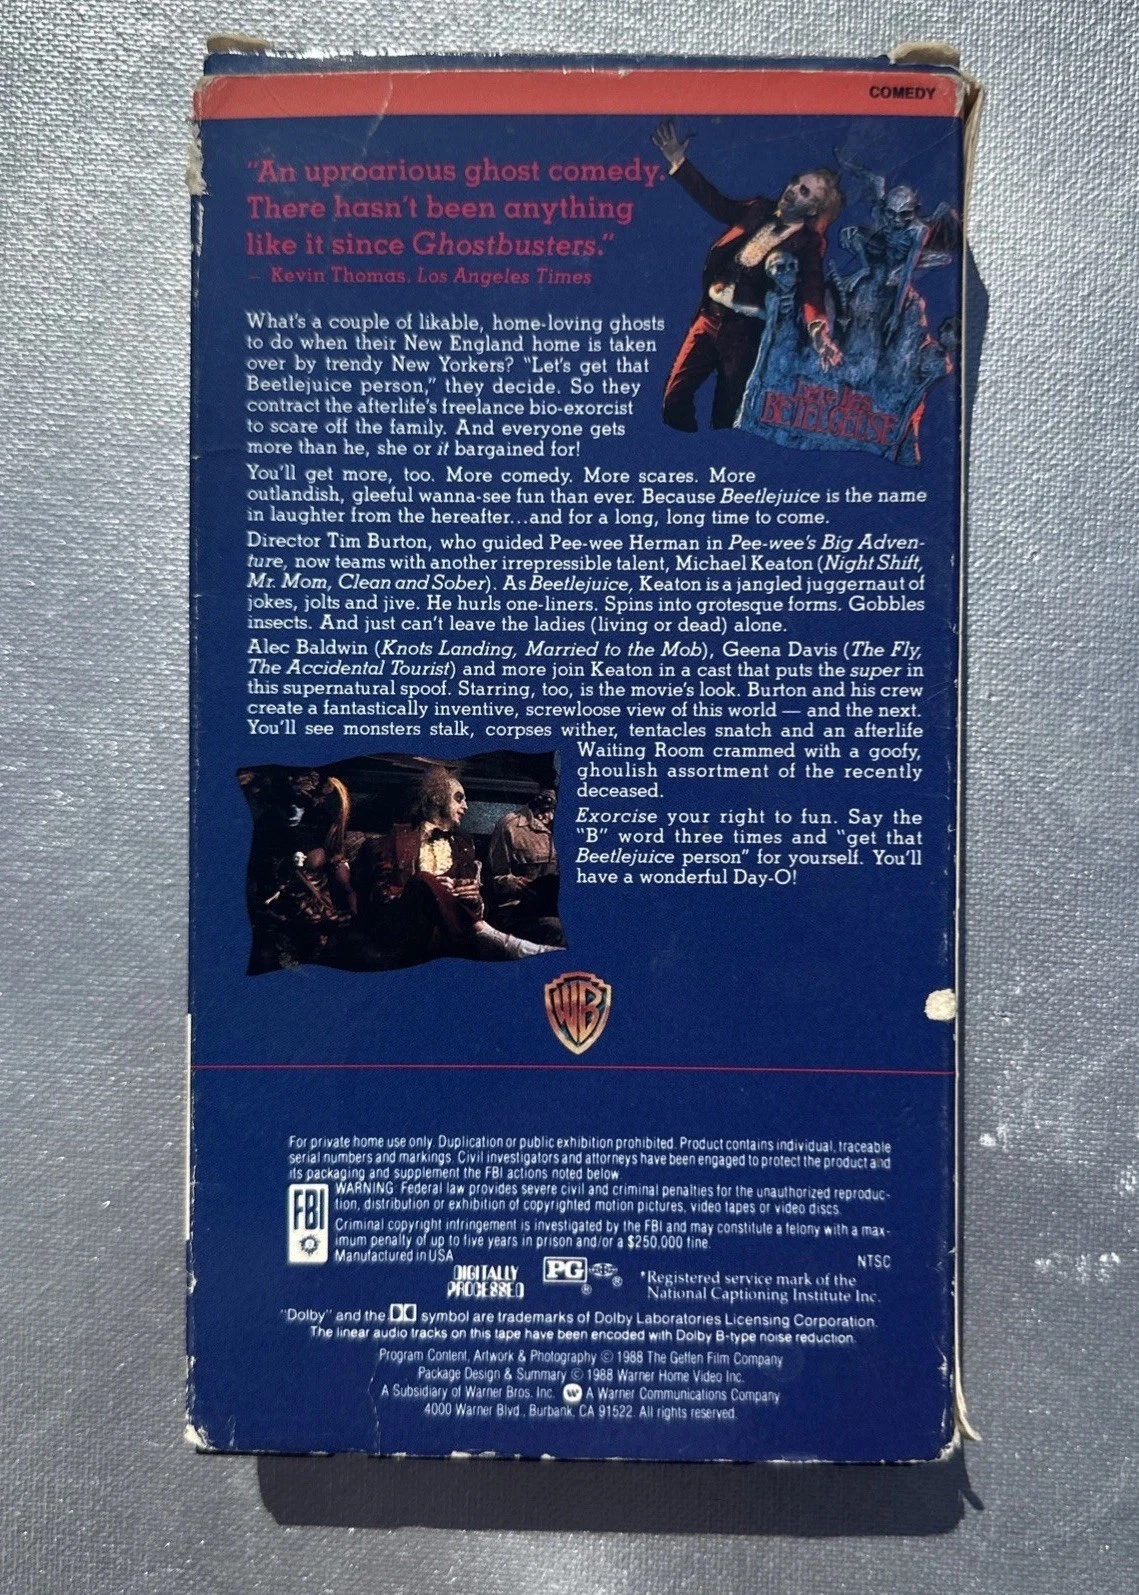 COMEDY
"An uproarious ghost comedy.
There hasn't been anything
like it since Ghostbusters."
– Kevin Thomas, Los Angeles Times
here lies
BETELGEUSE
What's a couple of likable, home-loving ghosts
to do when their New England home is taken
over by trendy New Yorkers? "Let's get that
Beetlejuice person," they decide. So they
contract the afterlife's freelance bio-exorcist
to scare off the family. And everyone gets
more than he, she or it bargained for!
You'll get more, too. More comedy. More scares. More
outlandish, gleeful wanna-see fun than ever. Because Beetlejuice is the name
in laughter from the hereafter...and for a long, long time to come.
Director Tim Burton, who guided Pee-wee Herman in Pee-wee's Big Adven-
ture, now teams with another irrepressible talent, Michael Keaton (Night Shift,
Mr. Mom, Clean and Sober). As Beetlejuice, Keaton is a jangled juggernaut of
jokes, jolts and jive. He hurls one-liners. Spins into grotesque forms. Gobbles
insects. And just can't leave the ladies (living or dead) alone.
Alec Baldwin (Knots Landing, Married to the Mob), Geena Davis (The Fly,
The Accidental Tourist) and more join Keaton in a cast that puts the super in
this supernatural spoof. Starring, too, is the movie's look. Burton and his crew
create a fantastically inventive, screwloose view of this world — and the next.
You'll see monsters stalk, corpses wither, tentacles snatch and an afterlife
Waiting Room crammed with a goofy,
ghoulish assortment of the recently
deceased.
Exorcise your right to fun. Say the
"B" word three times and "get that
Beetlejuice person" for yourself. You'll
have a wonderful Day-O!
WB
For private home use only. Duplication or public exhibition prohibited. Product contains individual, traceable
serial numbers and markings. Civil investigators and attorneys have been engaged to protect the product and
its packaging and supplement the FBI actions noted below.
FBI
WARNING: Federal law provides severe civil and criminal penalties for the unauthorized reproduc-
tion, distribution or exhibition of copyrighted motion pictures, video tapes or video discs.
Criminal copyright infringement is investigated by the FBI and may constitute a felony with a max-
imum penalty of up to five years in prison and/or a $250,000 fine.
Manufactured in USA
NTSC
DIGITALLY
PROCESSED
PG ®
®
*Registered service mark of the
National Captioning Institute Inc.
"Dolby" and the DD symbol are trademarks of Dolby Laboratories Licensing Corporation.
The linear audio tracks on this tape have been encoded with Dolby B-type noise reduction.
Program Content, Artwork & Photography © 1988 The Geffen Film Company
Package Design & Summary © 1988 Warner Home Video Inc.
A Subsidiary of Warner Bros. Inc. W A Warner Communications Company
4000 Warner Blvd., Burbank, CA 91522. All rights reserved.